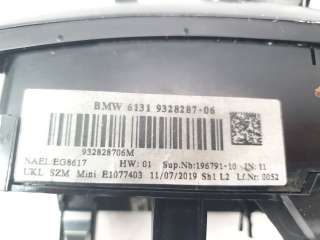 BMW 6131 9328287-06
932828706M
NAEL/EG8617 HW: 01 Sup.Nb:196791-10 IN: 11
UKL SZM Mini E1077403 11/07/2019 Sh1 L2 Lf.Nr: 0052